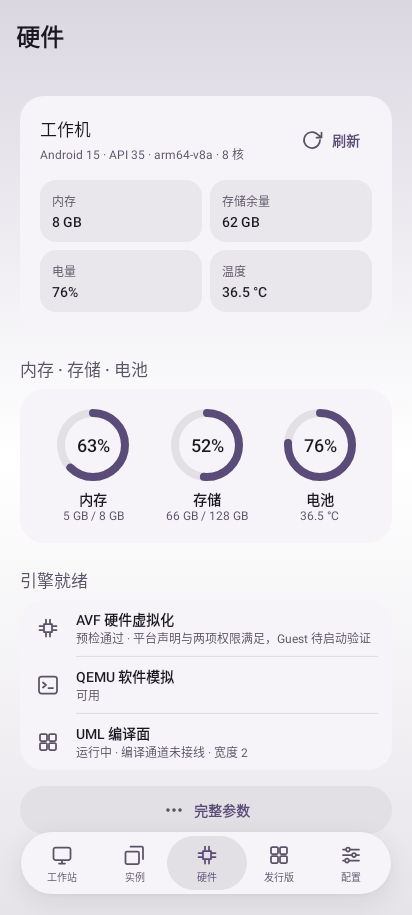 硬件
工作机
Android 15 · API 35 · arm64-v8a · 8 核
刷新
内存
8 GB
存储余量
62 GB
电量
76%
温度
36.5 °C
内存 · 存储 · 电池
63%
52%
76%
内存
存储
电池
5 GB / 8 GB
66 GB / 128 GB
36.5 °C
引擎就绪
AVF 硬件虚拟化
预检通过 · 平台声明与两项权限满足，Guest 待启动验证
QEMU 软件模拟
可用
UML 编译面
运行中 · 编译通道未接线 · 宽度 2
完整参数
工作站
实例
硬件
发行版
配置